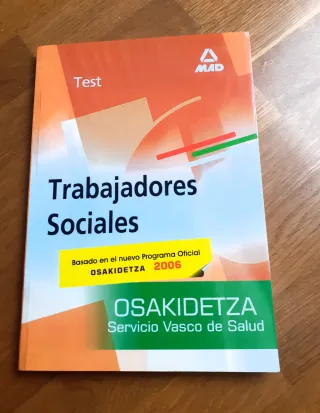 MAD
Test
Trabajadores
Sociales
Basado en el nuevo Programa Oficial
OSAKIDETZA 2006
OSAKIDETZA
Servicio Vasco de Salud